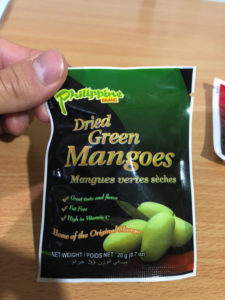 Philippine
BRAND
Dried
Green
Mangoes
Mangues vertes sèches
Great taste and flavor
Fat Free
High in Vitamin C
Home of the Original
NET WEIGHT / POIDS NET : 20 g (0.7 oz)